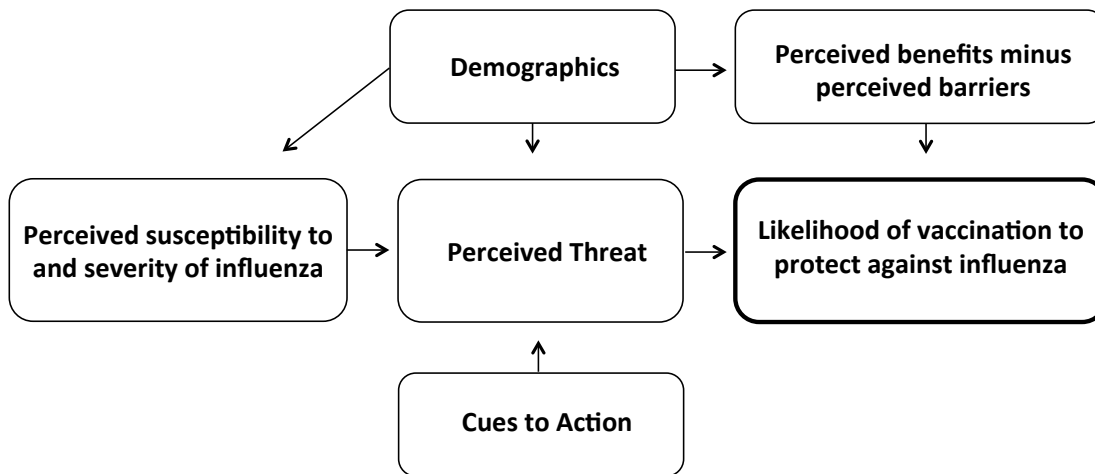 Demographics
Perceived benefits minus
perceived barriers
Perceived susceptibility to
and severity of influenza
Perceived Threat
Likelihood of vaccination to
protect against influenza
Cues to Action